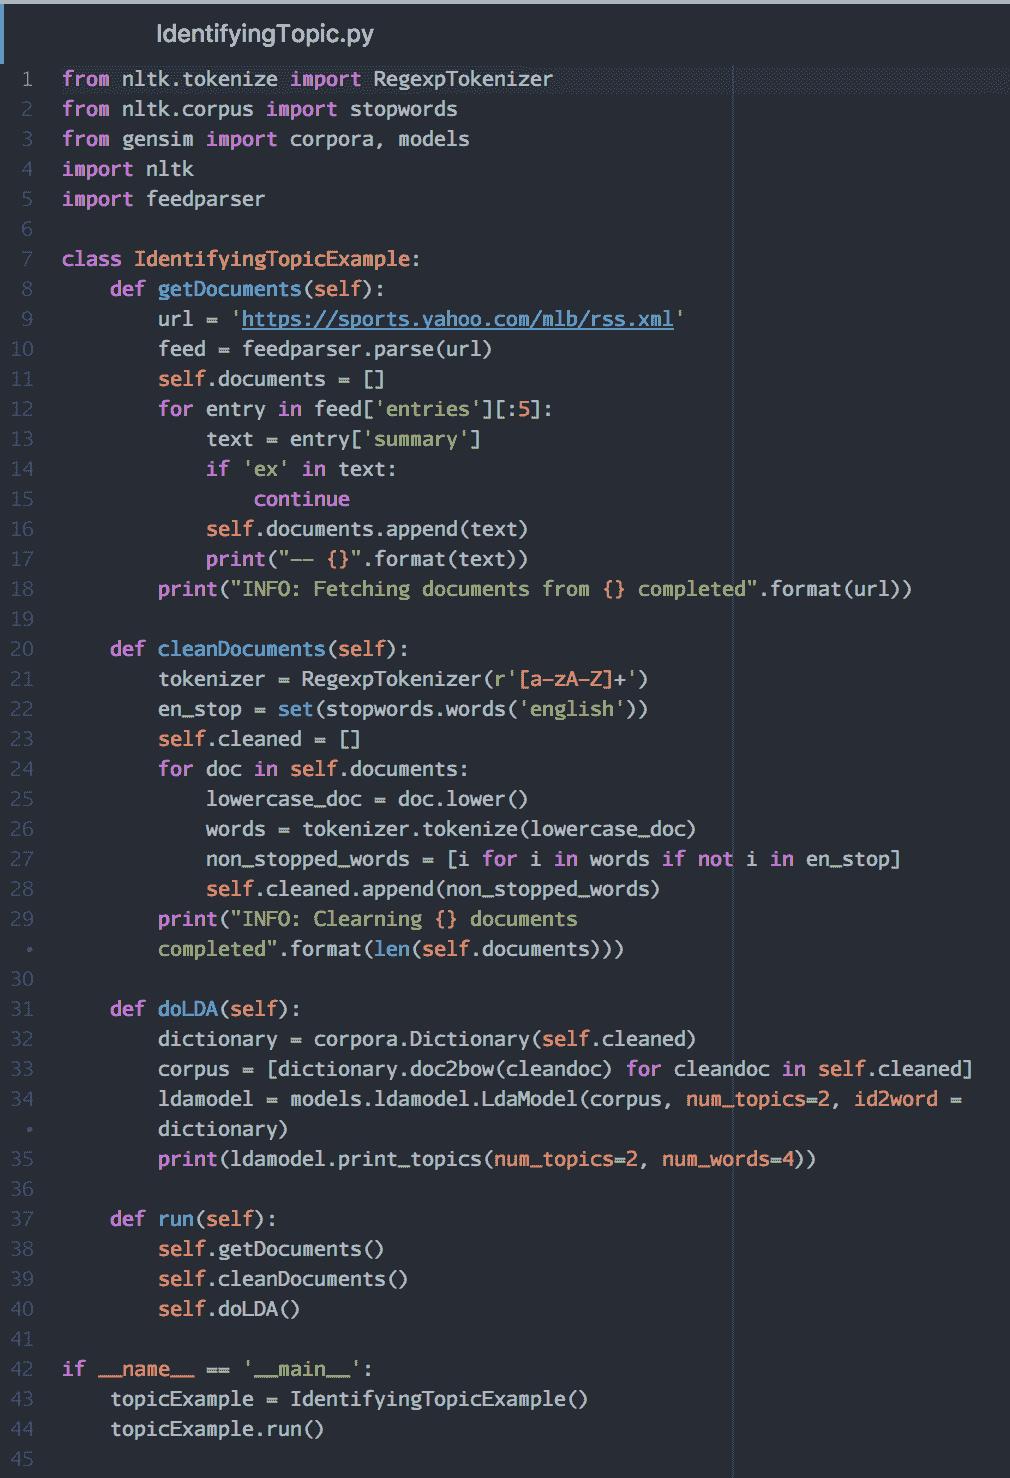 IdentifyingTopic.py
1 from nltk.tokenize import RegexpTokenizer
2 from nltk.corpus import stopwords
3 from gensim import corpora, models
4 import nltk
5 import feedparser
6
7 class IdentifyingTopicExample:
8     def getDocuments(self):
9         url = 'https://sports.yahoo.com/mlb/rss.xml'
10         feed = feedparser.parse(url)
11         self.documents = []
12         for entry in feed['entries'][:5]:
13             text = entry['summary']
14             if 'ex' in text:
15                 continue
16             self.documents.append(text)
17             print("-- {}".format(text))
18         print("INFO: Fetching documents from {} completed".format(url))
19
20     def cleanDocuments(self):
21         tokenizer = RegexpTokenizer(r'[a-zA-Z]+')
22         en_stop = set(stopwords.words('english'))
23         self.cleaned = []
24         for doc in self.documents:
25             lowercase_doc = doc.lower()
26             words = tokenizer.tokenize(lowercase_doc)
27             non_stopped_words = [i for i in words if not i in en_stop]
28             self.cleaned.append(non_stopped_words)
29         print("INFO: Clearning {} documents
•         completed".format(len(self.documents)))
30
31     def doLDA(self):
32         dictionary = corpora.Dictionary(self.cleaned)
33         corpus = [dictionary.doc2bow(cleandoc) for cleandoc in self.cleaned]
34         ldamodel = models.ldamodel.LdaModel(corpus, num_topics=2, id2word =
•         dictionary)
35         print(ldamodel.print_topics(num_topics=2, num_words=4))
36
37     def run(self):
38         self.getDocuments()
39         self.cleanDocuments()
40         self.doLDA()
41
42 if __name__ == '__main__':
43     topicExample = IdentifyingTopicExample()
44     topicExample.run()
45